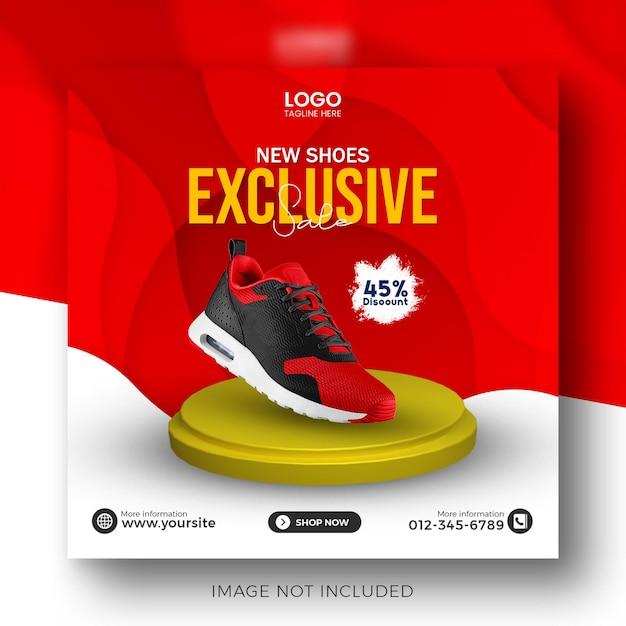 LOGO
TAGLINE HERE
NEW SHOES
EXCLUSIVE
Sale
45%
Disoount
More information
www.yoursite
SHOP NOW
More information
012-345-6789
IMAGE NOT INCLUDED